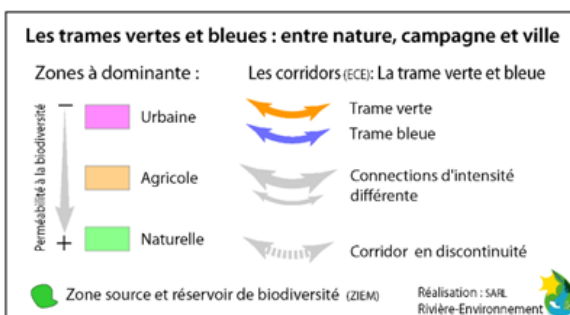 Les trames vertes et bleues : entre nature, campagne et ville
Zones à dominante :
Perméabilité à la biodiversité
−
+
Urbaine
Agricole
Naturelle
Les corridors (ECE): La trame verte et bleue
Trame verte
Trame bleue
Connections d'intensité
différente
Corridor en discontinuité
Zone source et réservoir de biodiversité (ZIEM)
Réalisation : SARL
Rivière-Environnement